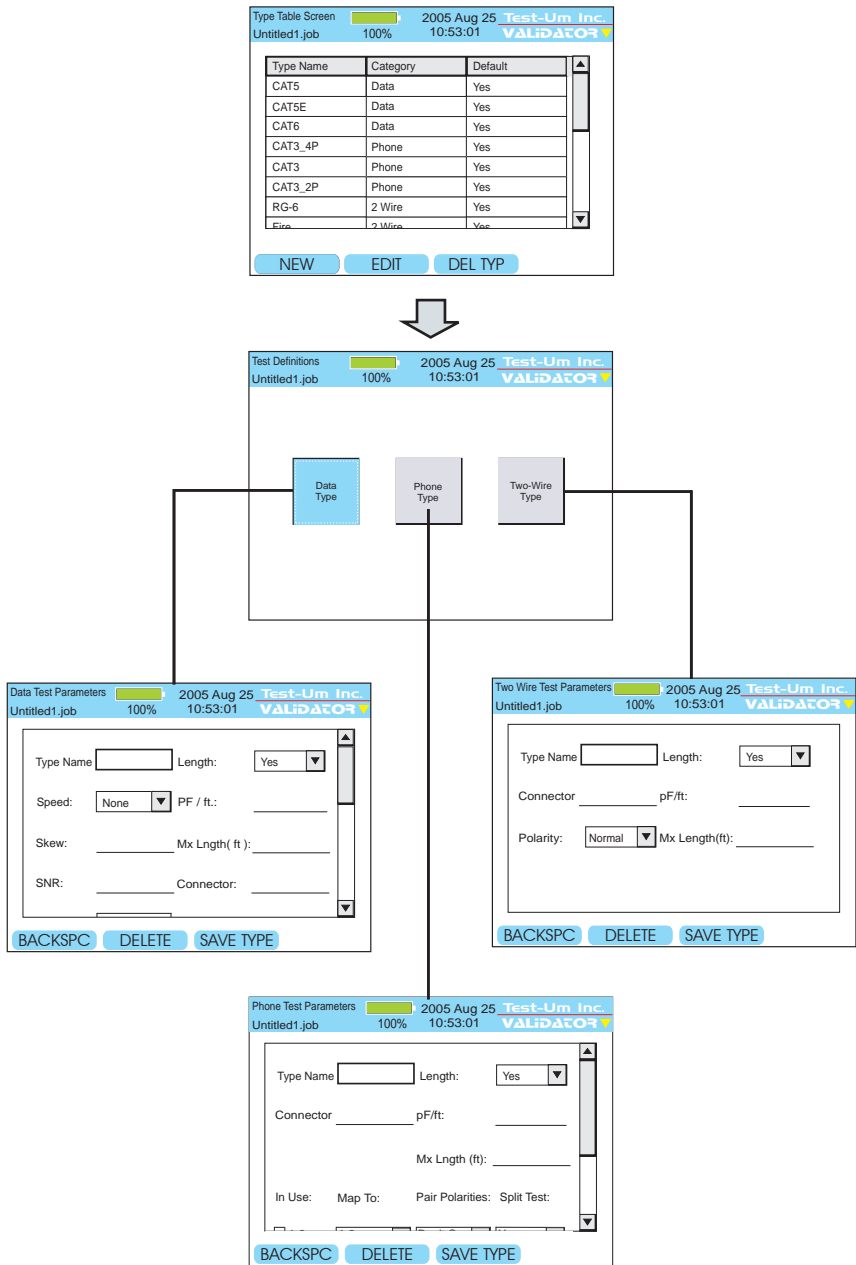 Type Table Screen 2005 Aug 25 Test-Um Inc.
Untitled1.job 100% 10:53:01 VALIDATOR
Type Name Category Default
CAT5 Data Yes
CAT5E Data Yes
CAT6 Data Yes
CAT3_4P Phone Yes
CAT3 Phone Yes
CAT3_2P Phone Yes
RG-6 2 Wire Yes
Fire 2 Wire Yes
NEW EDIT DEL TYP
Test Definitions 2005 Aug 25 Test-Um Inc.
Untitled1.job 100% 10:53:01 VALIDATOR
Data Type
Phone Type
Two-Wire Type
Data Test Parameters 2005 Aug 25 Test-Um Inc.
Untitled1.job 100% 10:53:01 VALIDATOR
Type Name Length: Yes
Speed: None PF / ft.:
Skew: Mx Lngth( ft ):
SNR: Connector:
BACKSPC DELETE SAVE TYPE
Two Wire Test Parameters 2005 Aug 25 Test-Um Inc.
Untitled1.job 100% 10:53:01 VALIDATOR
Type Name Length: Yes
Connector pF/ft:
Polarity: Normal Mx Length(ft):
BACKSPC DELETE SAVE TYPE
Phone Test Parameters 2005 Aug 25 Test-Um Inc.
Untitled1.job 100% 10:53:01 VALIDATOR
Type Name Length: Yes
Connector pF/ft:
Mx Lngth (ft):
In Use: Map To: Pair Polarities: Split Test:
BACKSPC DELETE SAVE TYPE